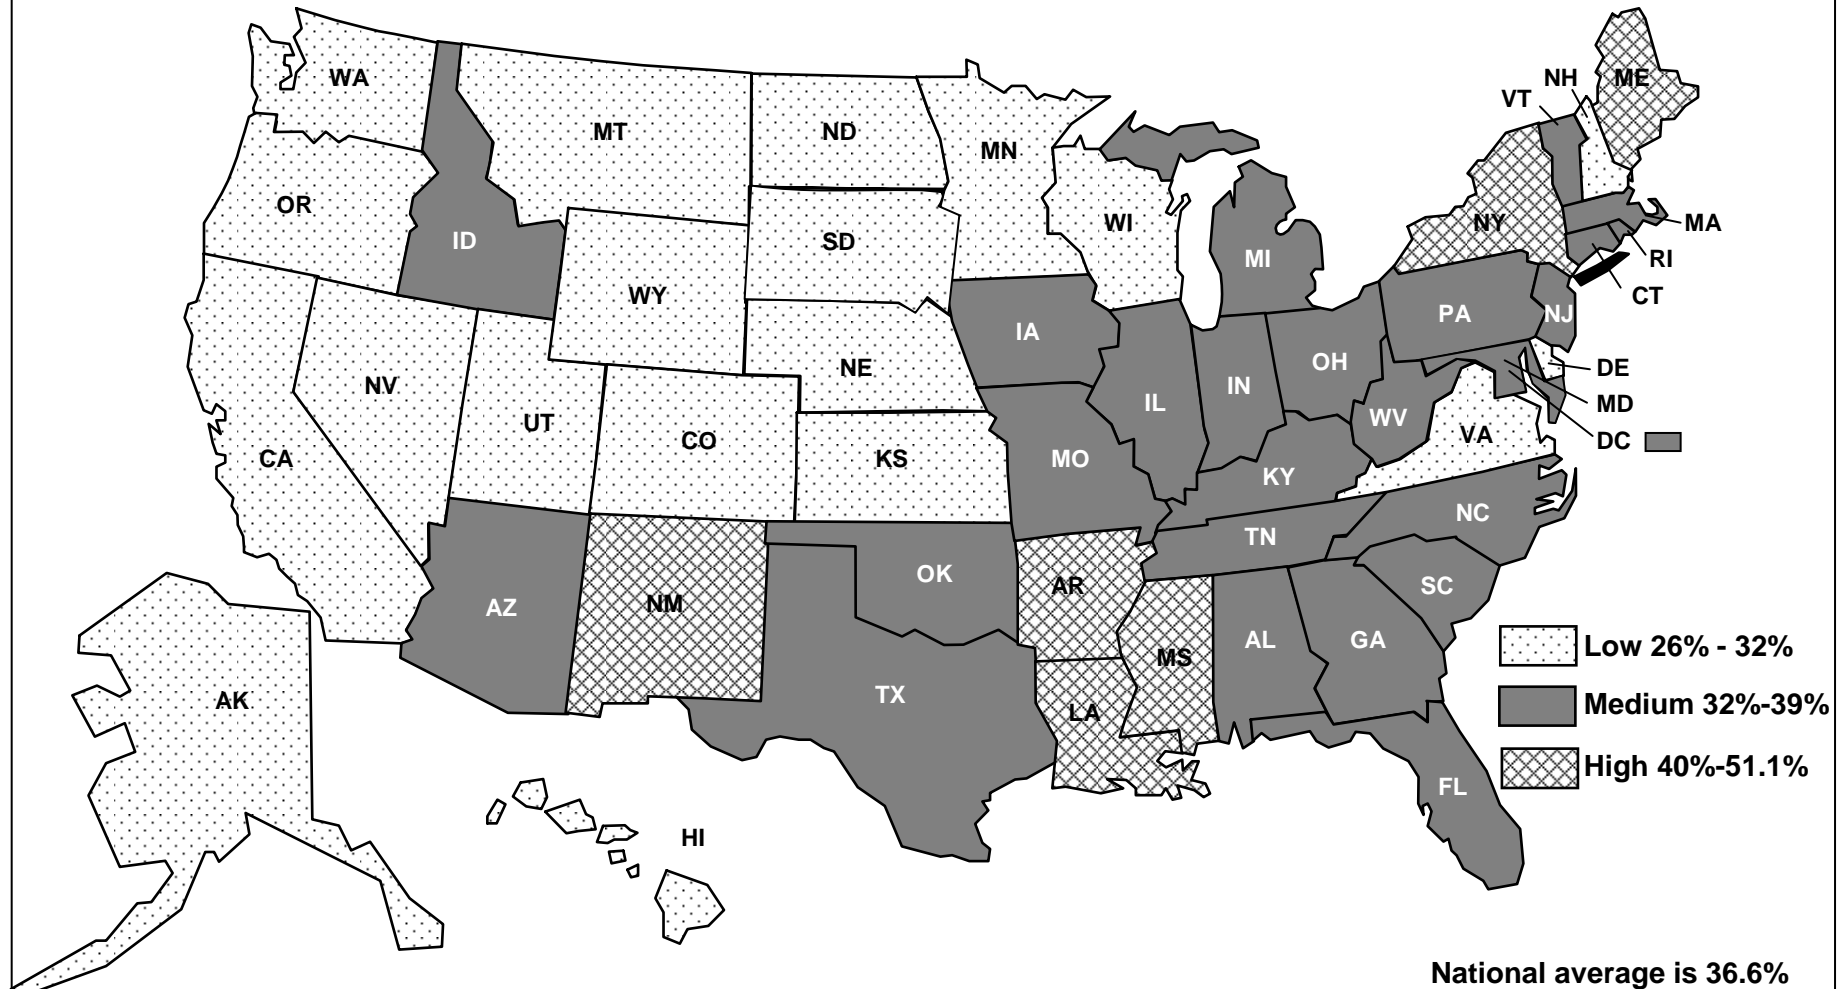 WA
MT
ND
MN
NH
ME
VT
OR
ID
SD
WI
NY
MA
MI
RI
WY
CT
IA
PA
NJ
NV
NE
OH
DE
UT
IL
IN
MD
CO
WV
VA
DC
CA
KS
MO
KY
NC
TN
AZ
NM
OK
AR
SC
AL
GA
Low 26% - 32%
MS
AK
TX
LA
Medium 32%-39%
High 40%-51.1%
FL
HI
National average is 36.6%